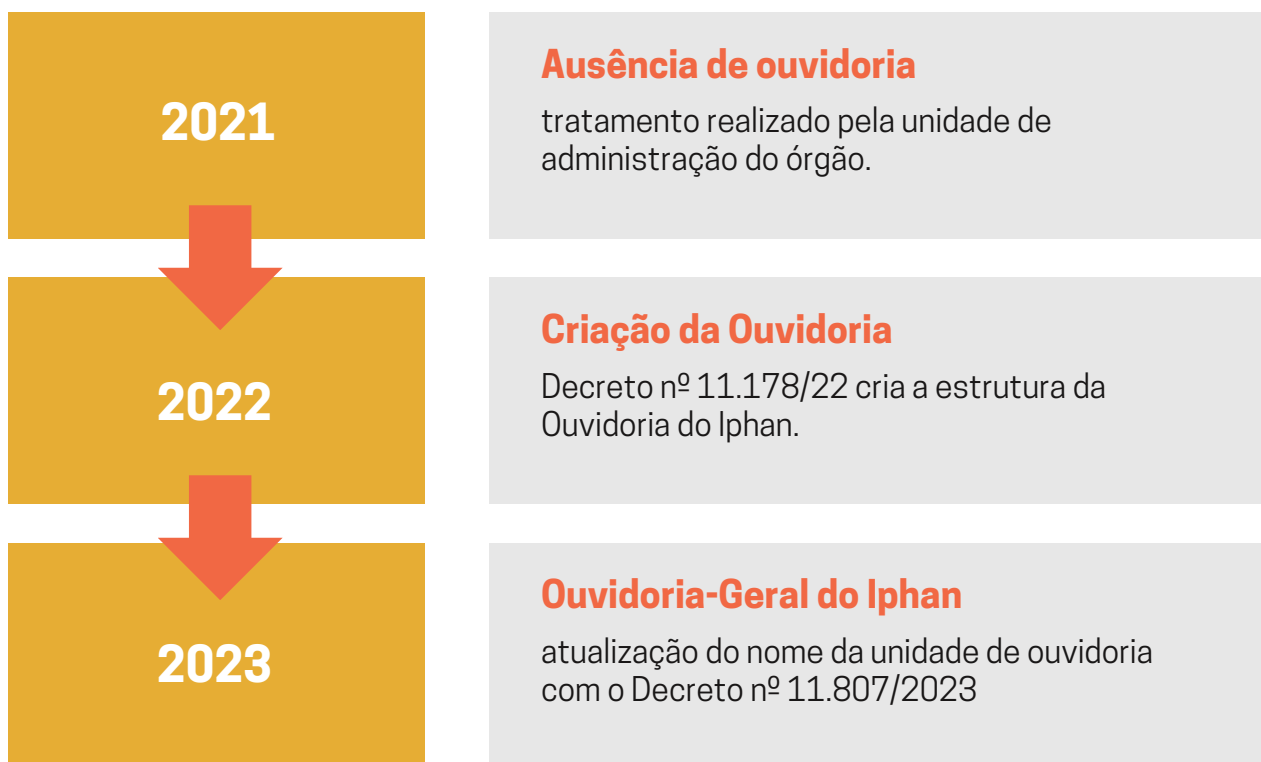 2021
Ausência de ouvidoria
tratamento realizado pela unidade de
administração do órgão.
2022
Criação da Ouvidoria
Decreto nº 11.178/22 cria a estrutura da
Ouvidoria do Iphan.
2023
Ouvidoria-Geral do Iphan
atualização do nome da unidade de ouvidoria
com o Decreto nº 11.807/2023